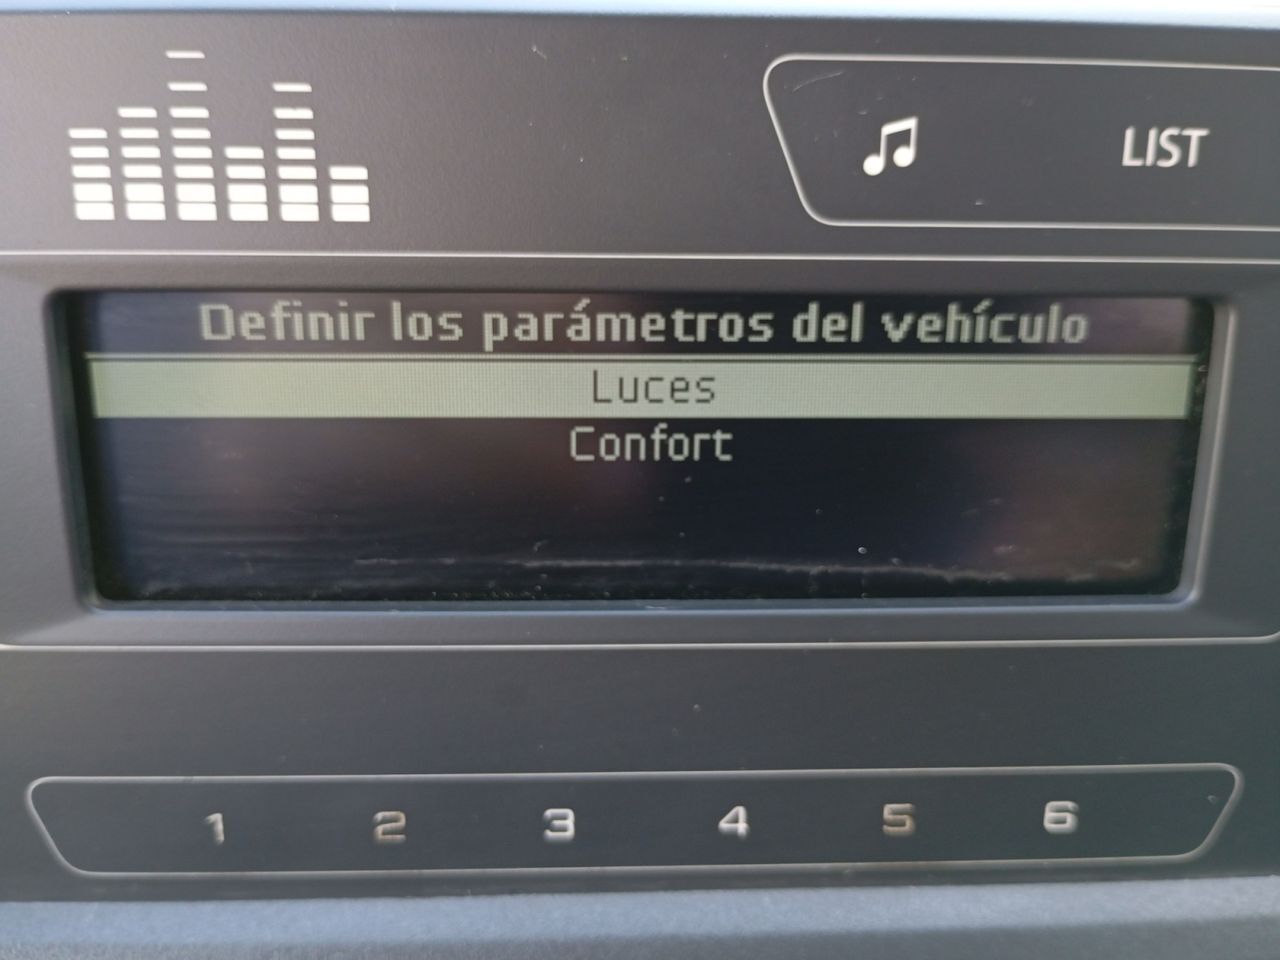 LIST
Definir los parámetros del vehículo
Luces
Confort
1 2 3 4 5 6